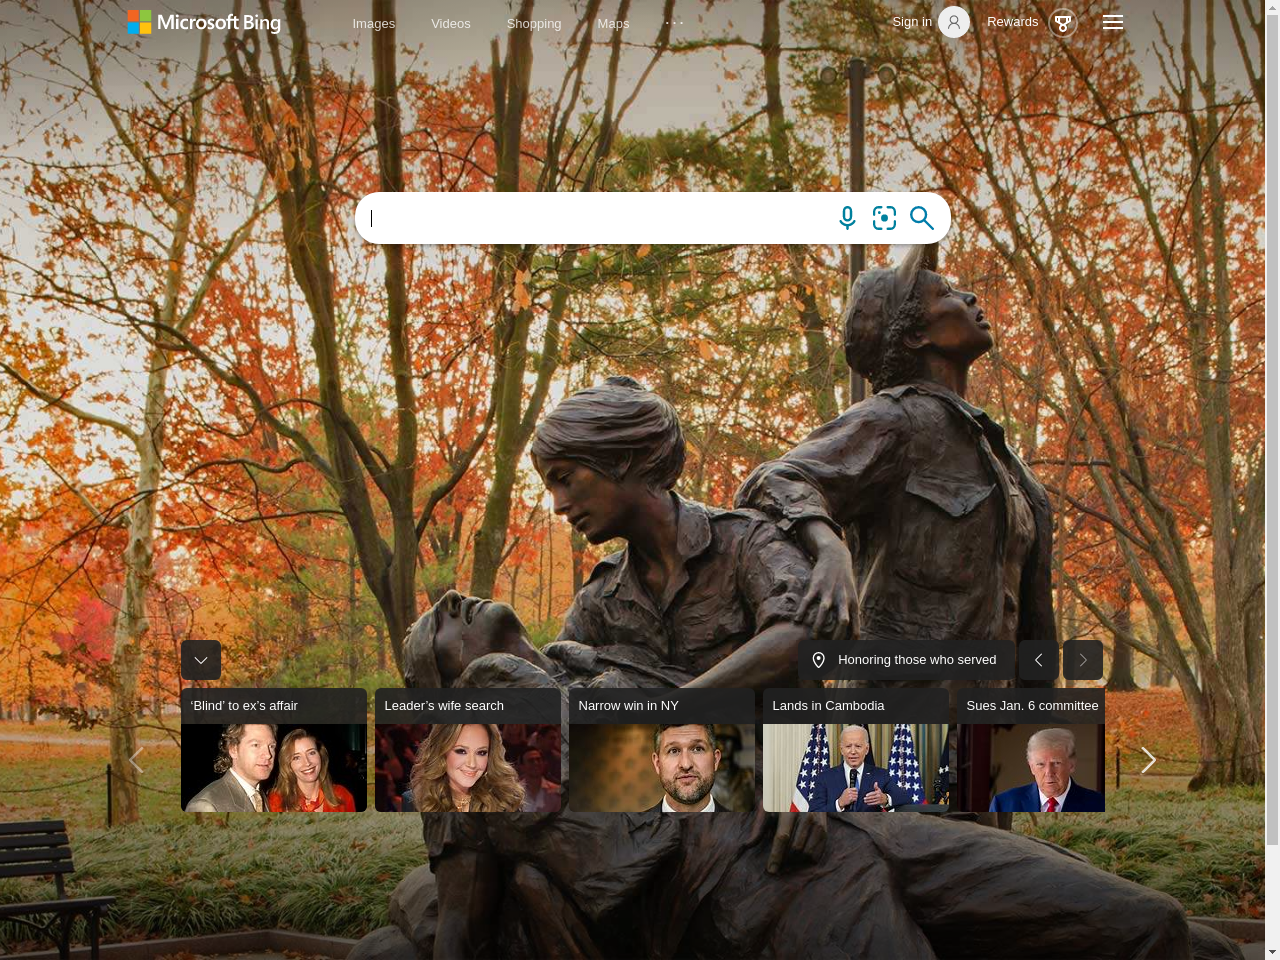 Microsoft Bing
Images
Videos
Shopping
Maps
...
Sign in
Rewards
Honoring those who served
‘Blind’ to ex’s affair
Leader’s wife search
Narrow win in NY
Lands in Cambodia
Sues Jan. 6 committee